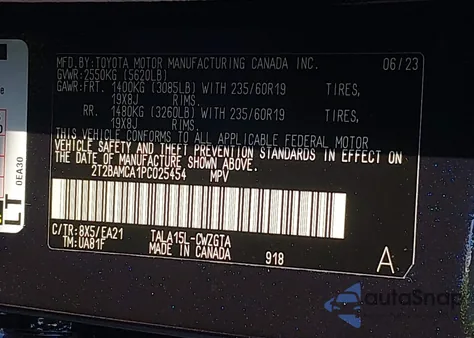 MFD.BY:TOYOTA MOTOR MANUFACTURING CANADA INC. 06/23
GVWR:2550KG (5620LB)
GAWR:FRT. 1400KG (3085LB) WITH 235/60R19 TIRES,
19X8J RIMS.
RR. 1480KG (3260LB) WITH 235/60R19 TIRES,
19X8J RIMS.
THIS VEHICLE CONFORMS TO ALL APPLICABLE FEDERAL MOTOR
VEHICLE SAFETY AND THEFT PREVENTION STANDARDS IN EFFECT ON
THE DATE OF MANUFACTURE SHOWN ABOVE.
2T2BAMCA1PC025454 MPV
C/TR:8X5/EA21 TALA15L-CWZGTA
TM:UA81F MADE IN CANADA 918 A
LT
0EA30
autoSnap